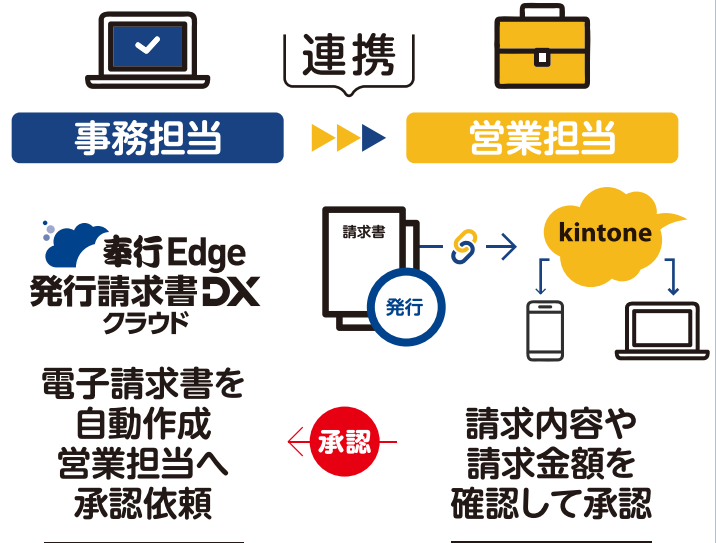 連携
事務担当
営業担当
奉行Edge
発行請求書DX
クラウド
請求書
発行
kintone
電子請求書を
自動作成
営業担当へ
承認依頼
承認
請求内容や
請求金額を
確認して承認